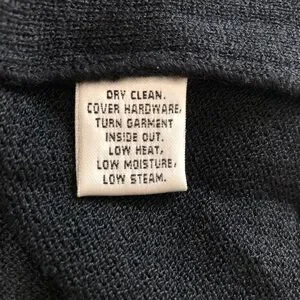 DRY CLEAN.
COVER HARDWARE,
TURN GARMENT
INSIDE OUT.
LOW HEAT,
LOW MOISTURE,
LOW STEAM.